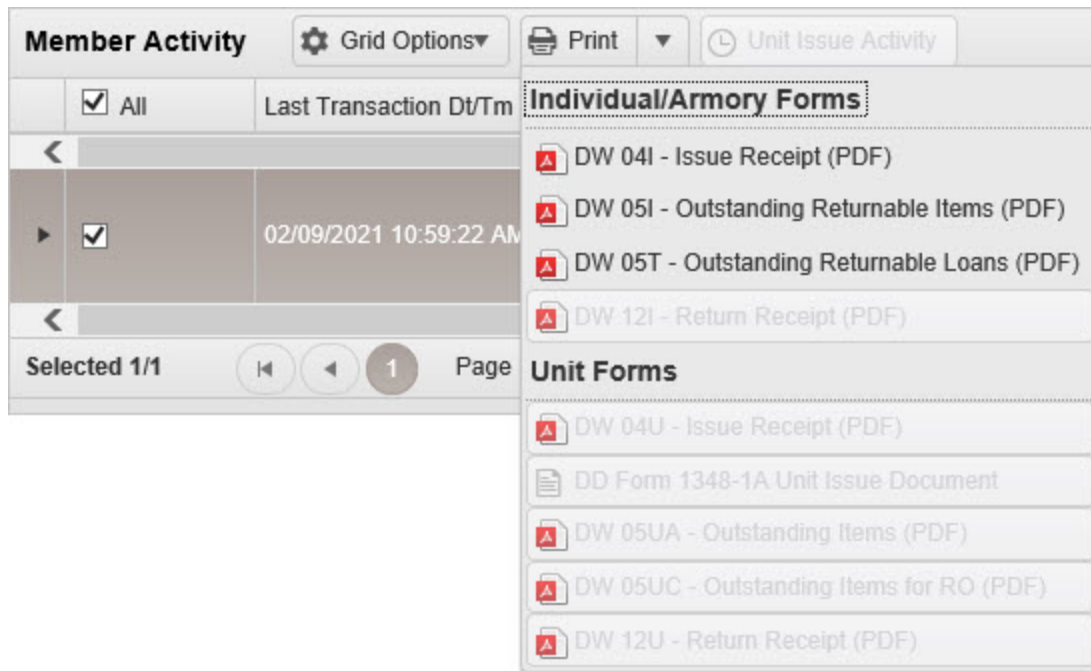 Member Activity Grid Options Print Unit Issue Activity
All Last Transaction Dt/Tm
02/09/2021 10:59:22 AM
Selected 1/1 1 Page
Individual/Armory Forms
DW 04I - Issue Receipt (PDF)
DW 05I - Outstanding Returnable Items (PDF)
DW 05T - Outstanding Returnable Loans (PDF)
DW 12I - Return Receipt (PDF)
Unit Forms
DW 04U - Issue Receipt (PDF)
DD Form 1348-1A Unit Issue Document
DW 05UA - Outstanding Items (PDF)
DW 05UC - Outstanding Items for RO (PDF)
DW 12U - Return Receipt (PDF)